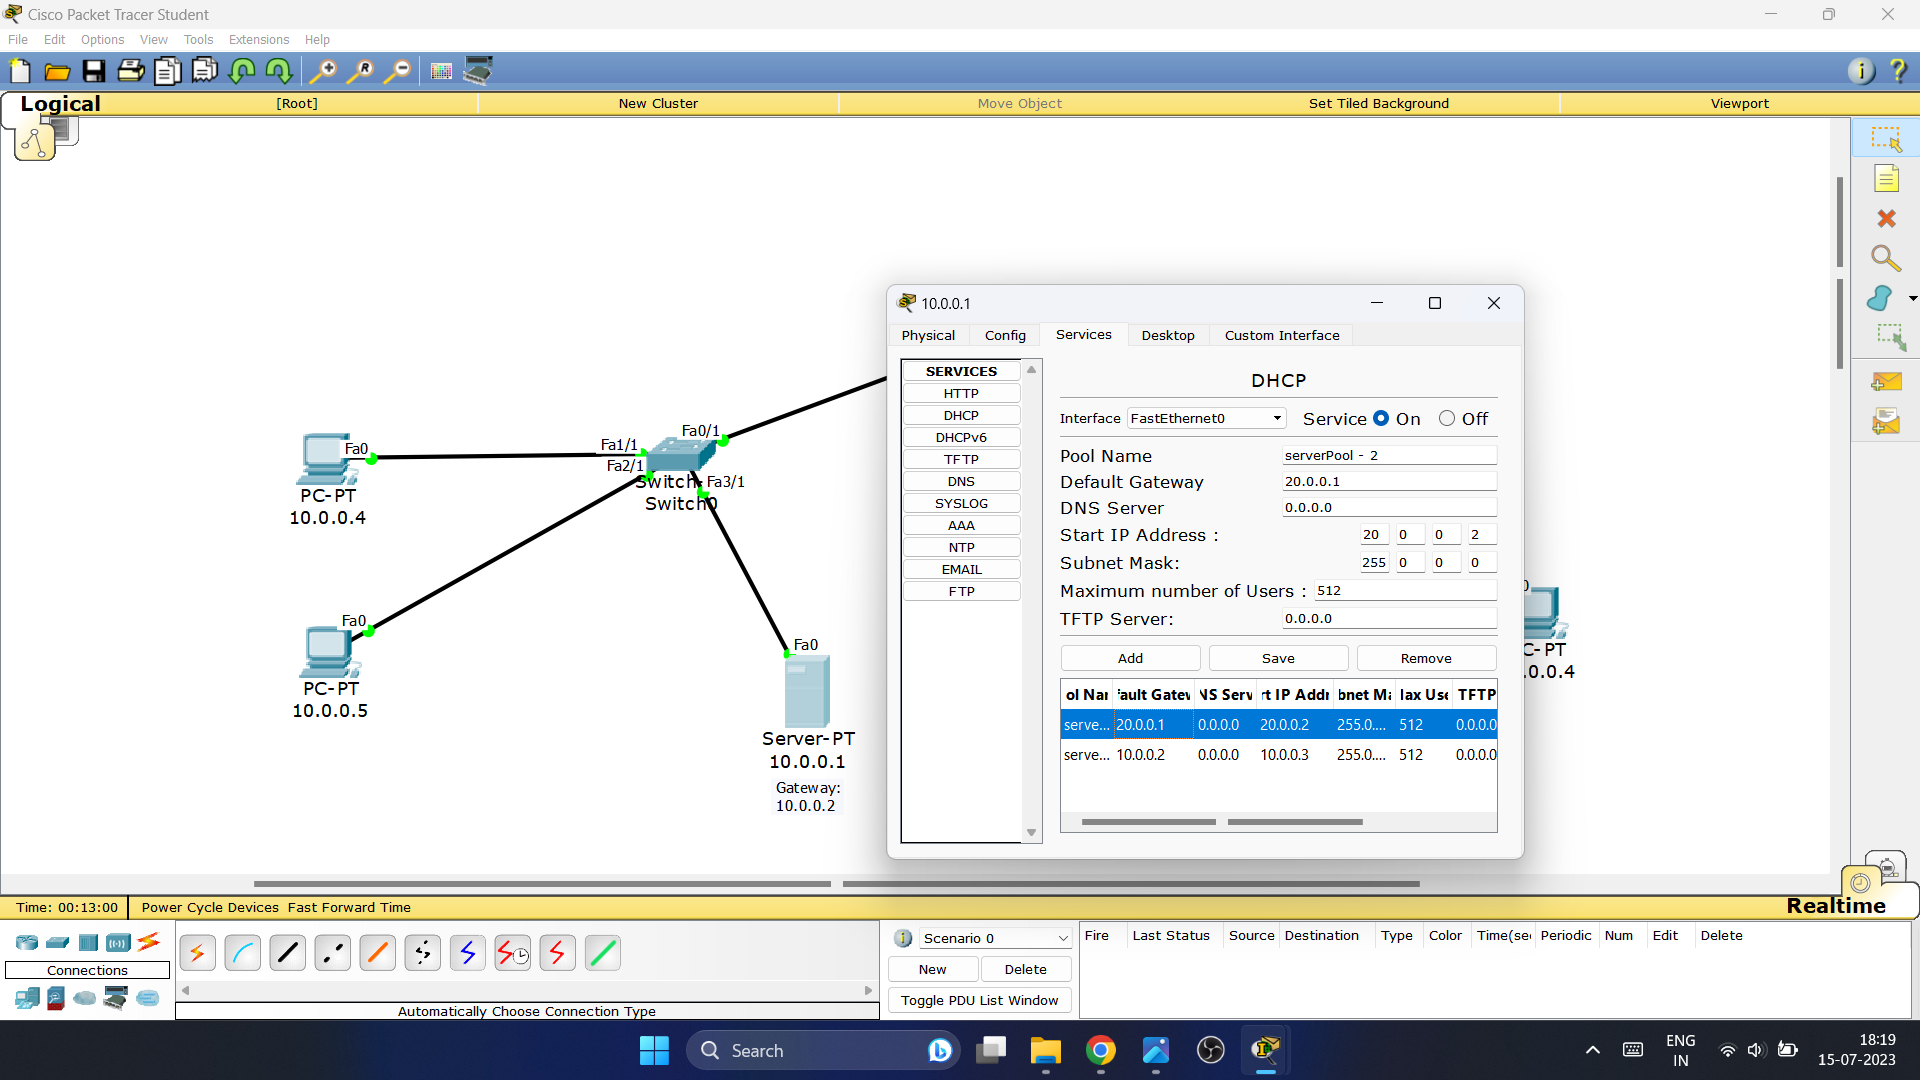 Cisco Packet Tracer Student
File Edit Options View Tools Extensions Help
Logical [Root] New Cluster Move Object Set Tiled Background Viewport
10.0.0.1
Physical Config Services Desktop Custom Interface
SERVICES
HTTP
DHCP
DHCPv6
TFTP
DNS
SYSLOG
AAA
NTP
EMAIL
FTP
DHCP
Interface FastEthernet0 Service On Off
Pool Name serverPool - 2
Default Gateway 20.0.0.1
DNS Server 0.0.0.0
Start IP Address : 20 0 0 2
Subnet Mask: 255 0 0 0
Maximum number of Users : 512
TFTP Server: 0.0.0.0
Add Save Remove
ol Nar fault Gatew NS Serv rt IP Addr bnet Ma lax Use TFTP
serve... 20.0.0.1 0.0.0.0 20.0.0.2 255.0.... 512 0.0.0.0
serve... 10.0.0.2 0.0.0.0 10.0.0.3 255.0.... 512 0.0.0.0
Fa0
PC-PT
10.0.0.4
Fa0/1
Fa1/1
Fa2/1
Fa3/1
Switch-
Switch0
Fa0
PC-PT
10.0.0.5
Fa0
Server-PT
10.0.0.1
Gateway:
10.0.0.2
0
C-PT
.0.0.4
Time: 00:13:00 Power Cycle Devices Fast Forward Time
Realtime
Connections
Automatically Choose Connection Type
Scenario 0
New Delete
Toggle PDU List Window
Fire Last Status Source Destination Type Color Time(sec Periodic Num Edit Delete
Search
ENG
IN
18:19
15-07-2023